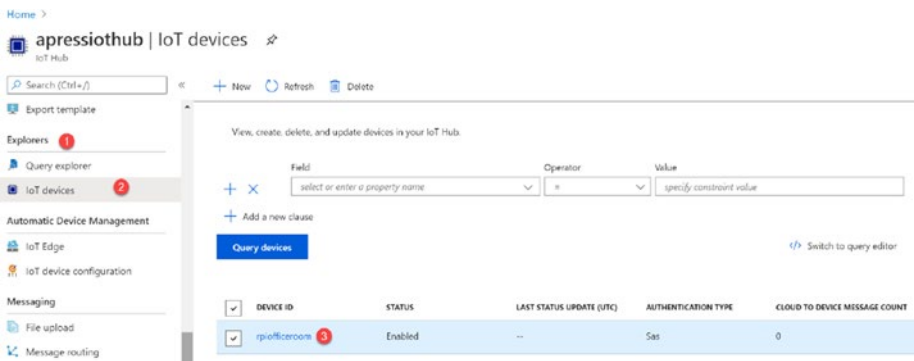 Home >
apressiothub | IoT devices
IoT Hub
Search (Ctrl+/)
«
New
Refresh
Delete
Export template
Explorers 1
Query explorer
IoT devices 2
Automatic Device Management
IoT Edge
IoT device configuration
Messaging
File upload
Message routing
View, create, delete, and update devices in your IoT Hub.
Field Operator Value
select or enter a property name = specify constraint value
Add a new clause
Query devices
</> Switch to query editor
DEVICE ID STATUS LAST STATUS UPDATE (UTC) AUTHENTICATION TYPE CLOUD TO DEVICE MESSAGE COUNT
rpiofficeroom 3 Enabled -- Sas 0